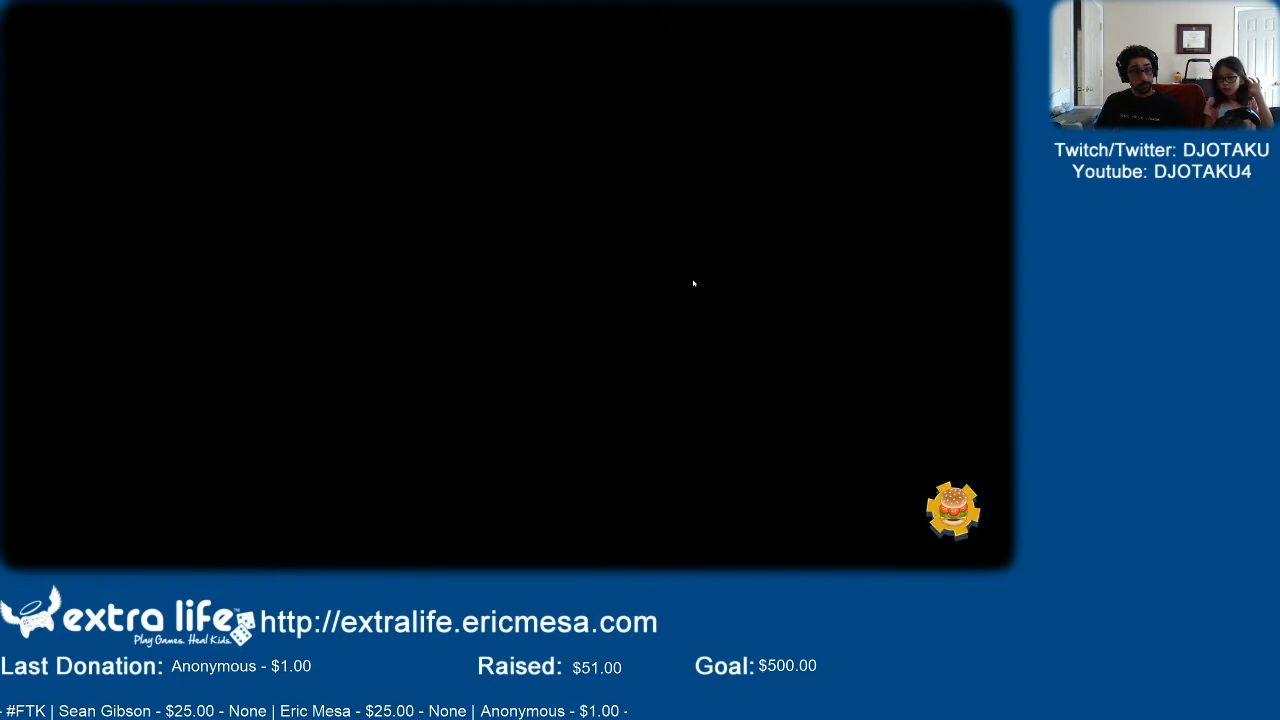 Twitch/Twitter: DJOTAKU
Youtube: DJOTAKU4
extra life
Play Games. Heal Kids.
http://extralife.ericmesa.com
Last Donation: Anonymous - $1.00 Raised: $51.00 Goal: $500.00
- #FTK | Sean Gibson - $25.00 - None | Eric Mesa - $25.00 - None | Anonymous - $1.00 -